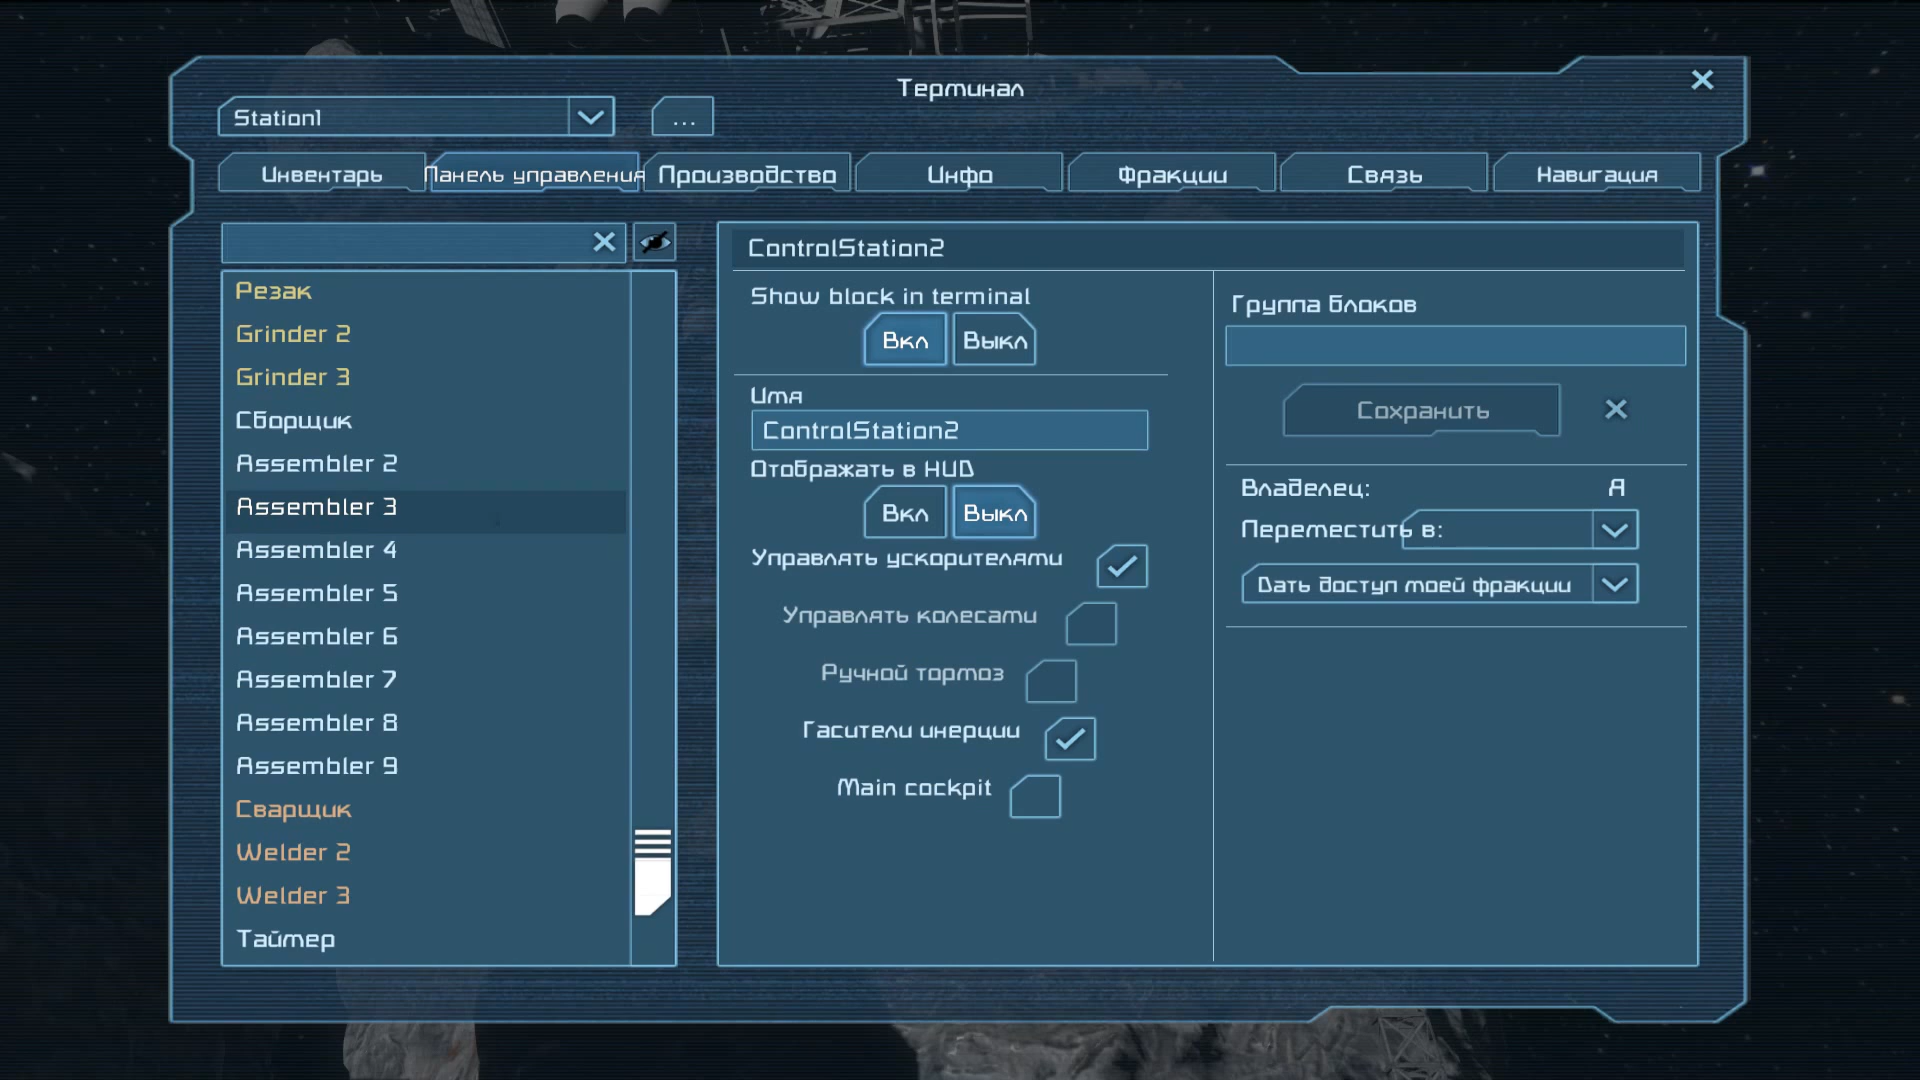 Терминал
Station1
...
Инвентарь
Панель управления
Производство
Инфо
Фракции
Связь
Навигация
Резак
Grinder 2
Grinder 3
Сборщик
Assembler 2
Assembler 3
Assembler 4
Assembler 5
Assembler 6
Assembler 7
Assembler 8
Assembler 9
Сварщик
Welder 2
Welder 3
Таймер
ControlStation2
Show block in terminal
Вкл Выкл
Имя
ControlStation2
Отображать в HUD
Вкл Выкл
Управлять ускорителями
Управлять колесами
Ручной тормоз
Гасители инерции
Main cockpit
Группа блоков
Сохранить
Владелец: Я
Переместить в:
Дать доступ моей фракции